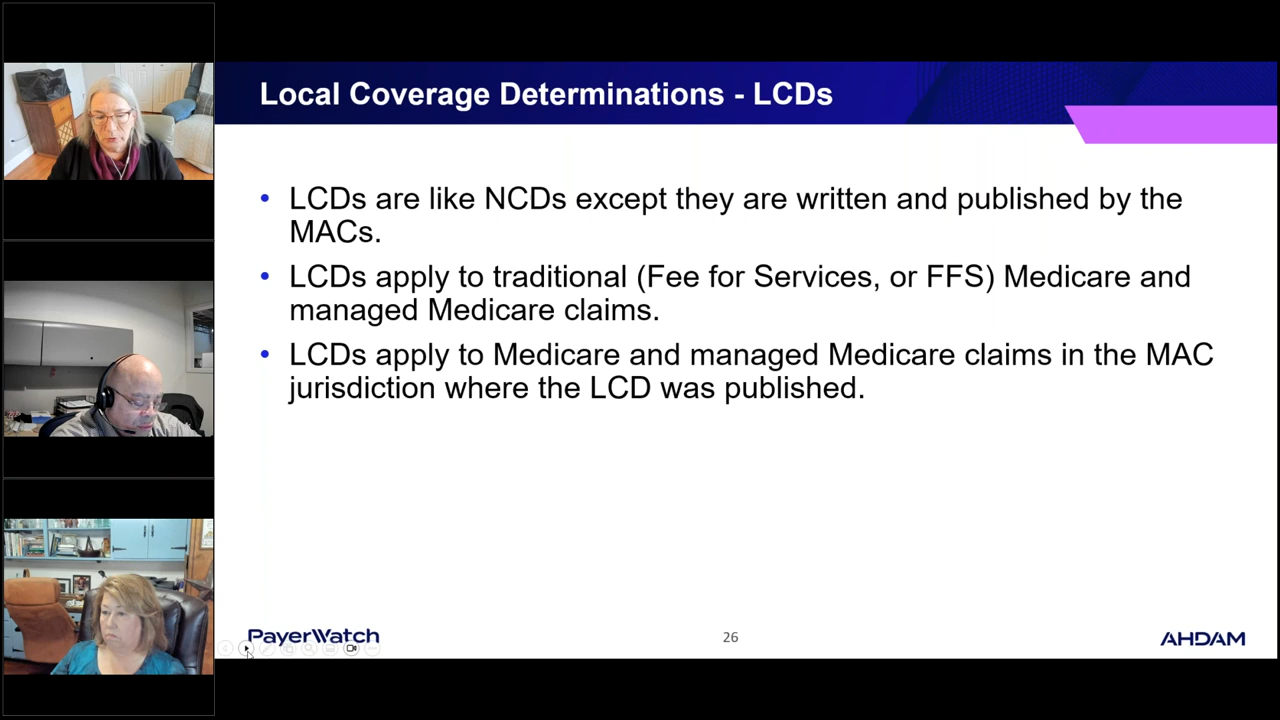 Local Coverage Determinations - LCDs
• LCDs are like NCDs except they are written and published by the
MACs.
• LCDs apply to traditional (Fee for Services, or FFS) Medicare and
managed Medicare claims.
• LCDs apply to Medicare and managed Medicare claims in the MAC
jurisdiction where the LCD was published.
PayerWatch
26
AHDAM